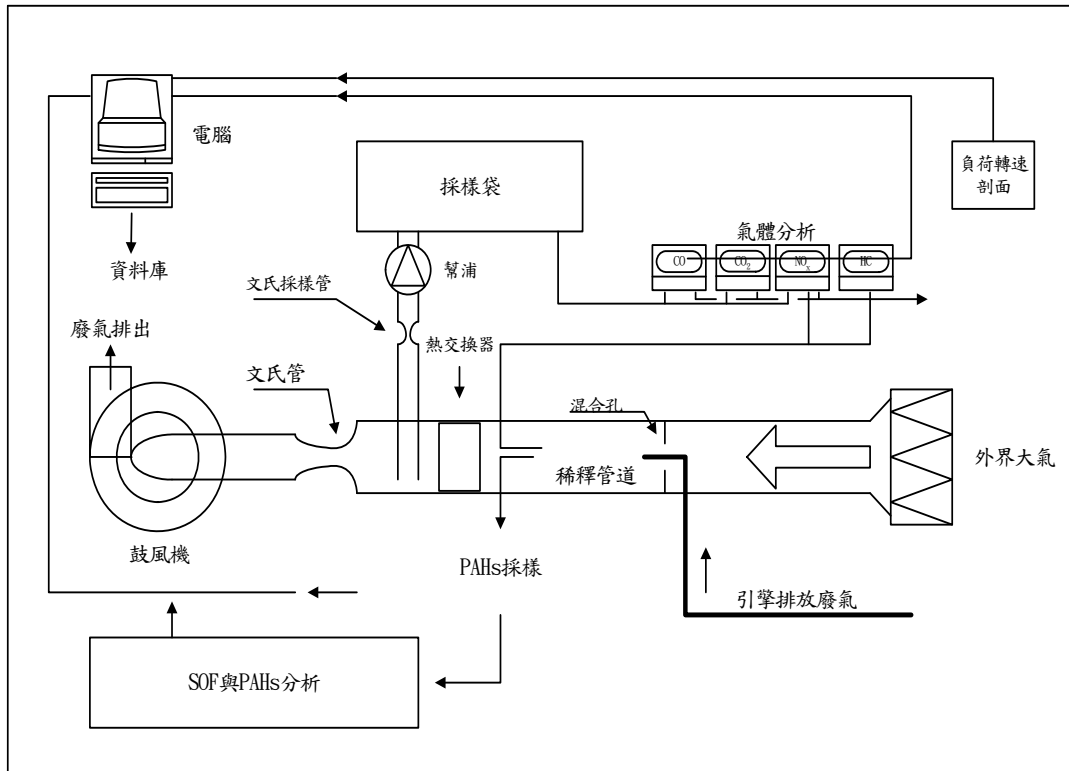 電腦
負荷轉速
剖面
採樣袋
氣體分析
CO
CO2
NOx
HC
資料庫
幫浦
文氏採樣管
廢氣排出
熱交換器
文氏管
混合孔
外界大氣
稀釋管道
鼓風機
PAHs採樣
引擎排放廢氣
SOF與PAHs分析